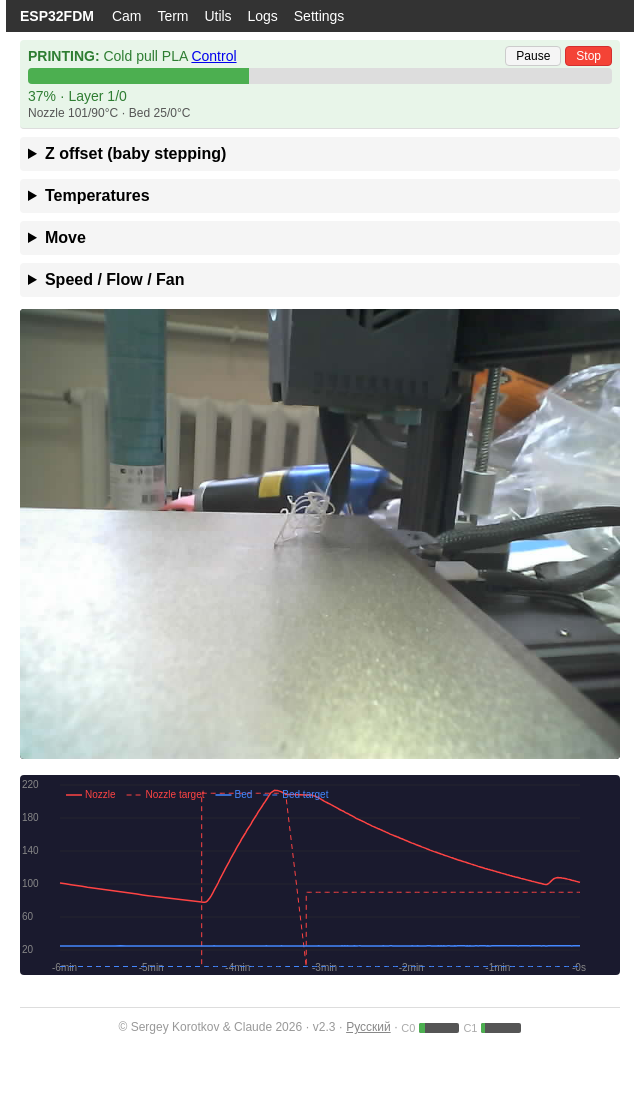 ESP32FDM Cam Term Utils Logs Settings
PRINTING: Cold pull PLA Control Pause Stop
37% · Layer 1/0
Nozzle 101/90°C · Bed 25/0°C
Z offset (baby stepping)
Temperatures
Move
Speed / Flow / Fan
220
Nozzle Nozzle target Bed Bed target
180
140
100
60
20
-6min -5min -4min -3min -2min -1min -0s
© Sergey Korotkov & Claude 2026 · v2.3 · Русский · C0 C1